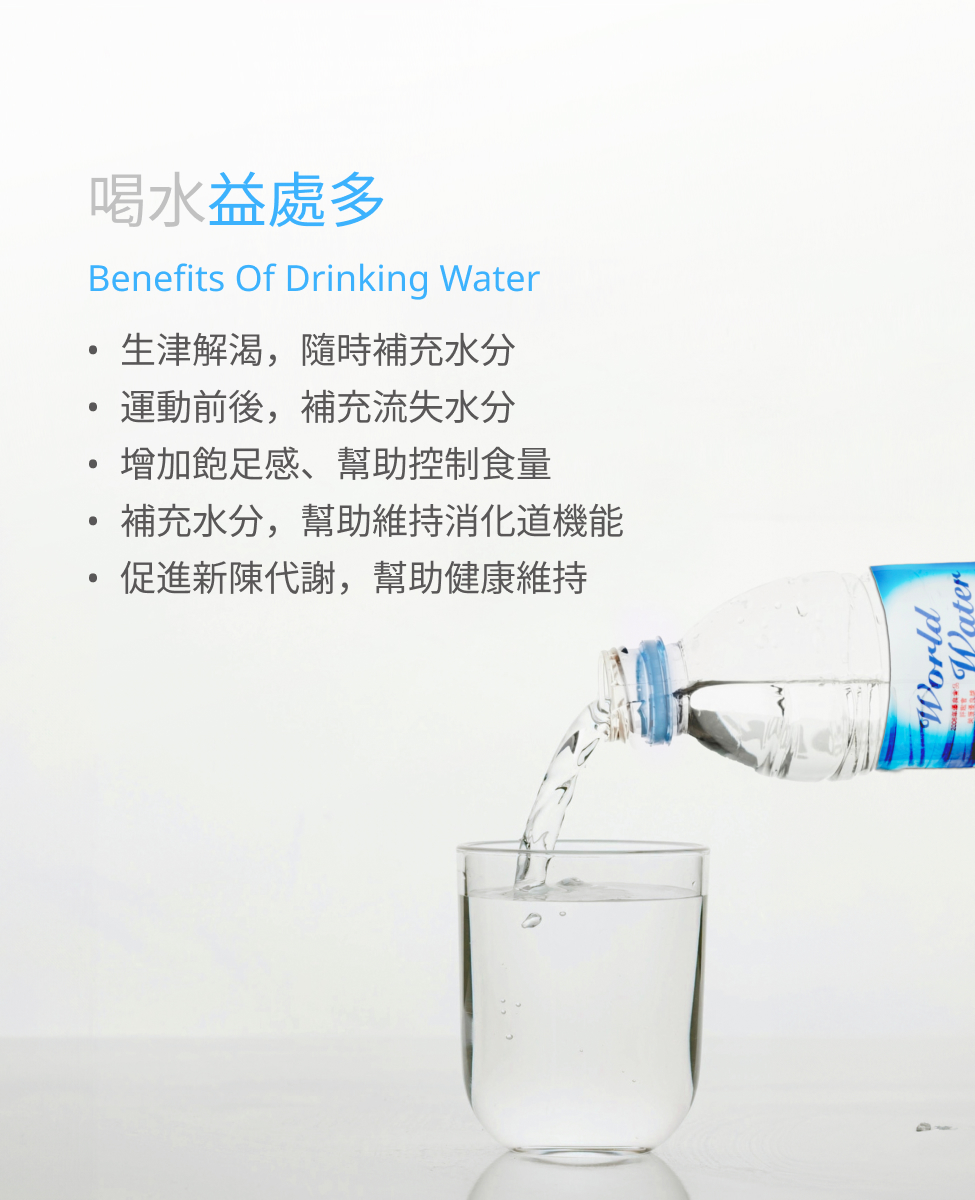 喝水益處多
Benefits Of Drinking Water
• 生津解渴，隨時補充水分
• 運動前後，補充流失水分
• 增加飽足感、幫助控制食量
• 補充水分，幫助維持消化道機能
• 促進新陳代謝，幫助健康維持
World
Water